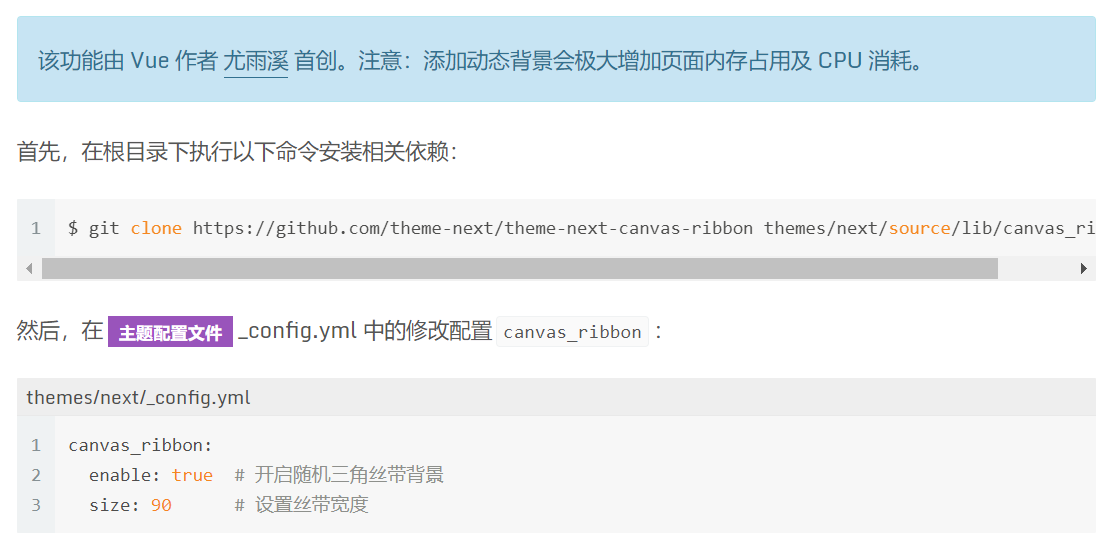 该功能由 Vue 作者 尤雨溪 首创。注意：添加动态背景会极大增加页面内存占用及 CPU 消耗。
首先，在根目录下执行以下命令安装相关依赖：
1 $ git clone https://github.com/theme-next/theme-next-canvas-ribbon themes/next/source/lib/canvas_ri
然后，在 主题配置文件 _config.yml 中的修改配置 canvas_ribbon ：
themes/next/_config.yml
1 canvas_ribbon:
2   enable: true  # 开启随机三角丝带背景
3   size: 90      # 设置丝带宽度